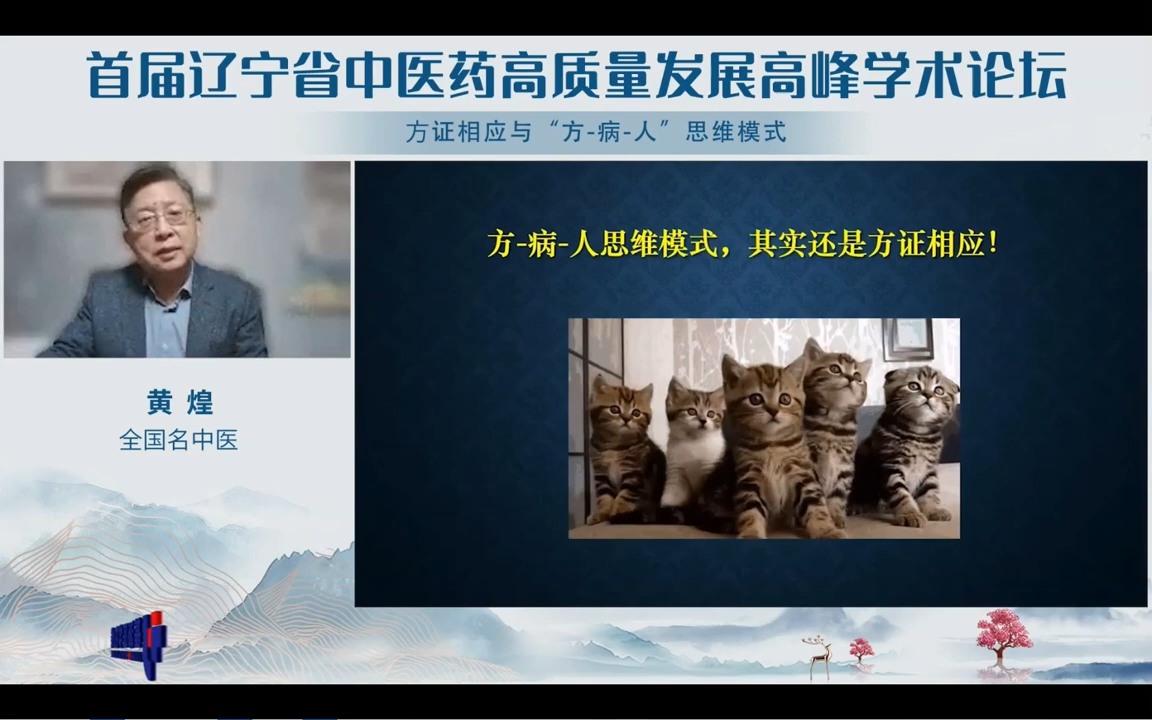 首届辽宁省中医药高质量发展高峰学术论坛
方证相应与“方-病-人”思维模式
方-病-人思维模式，其实还是方证相应！
黄 煌
全国名中医